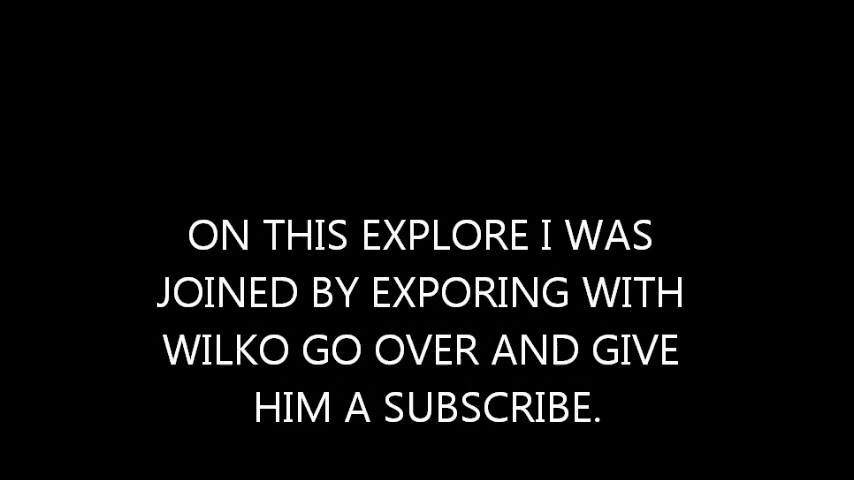 ON THIS EXPLORE I WAS
JOINED BY EXPORING WITH
WILKO GO OVER AND GIVE
HIM A SUBSCRIBE.